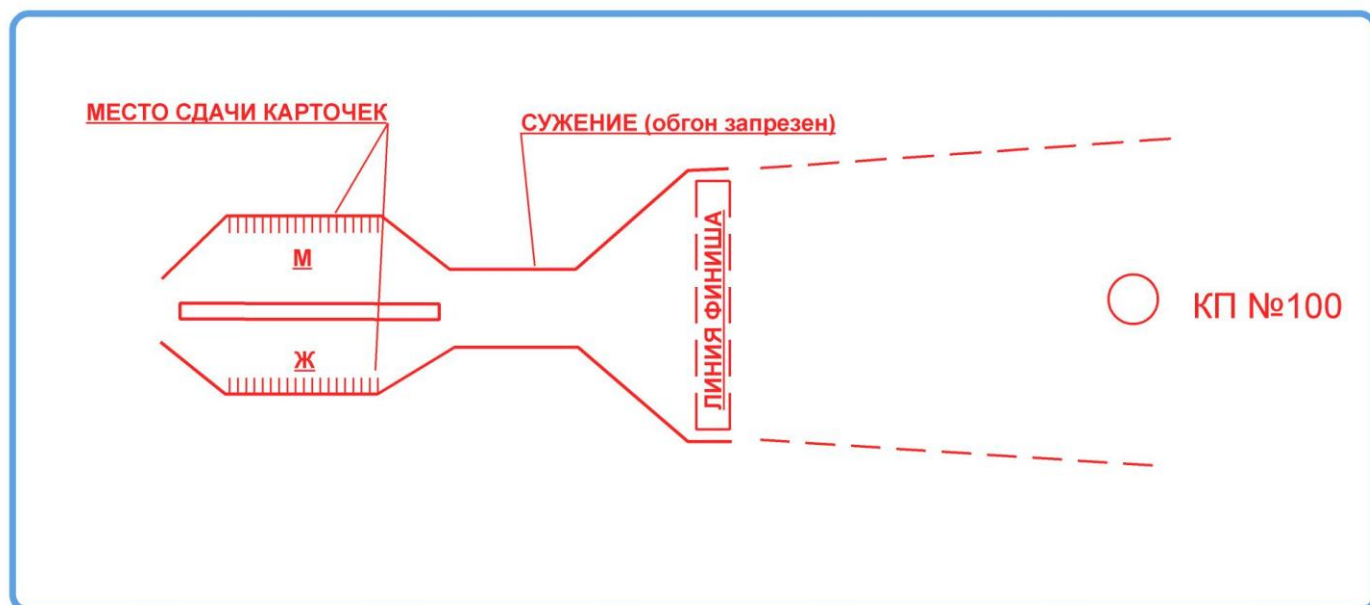 МЕСТО СДАЧИ КАРТОЧЕК
СУЖЕНИЕ (обгон запрезен)
М
Ж
ЛИНИЯ ФИНИША
КП №100